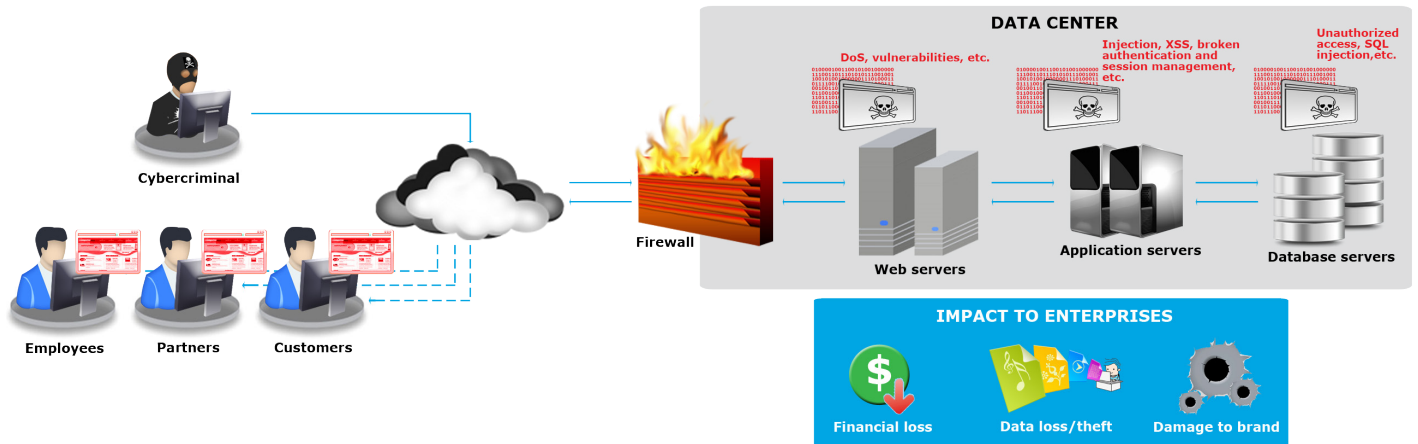 DATA CENTER
DoS, vulnerabilities, etc.
Injection, XSS, broken
authentication and
session management,
etc.
Unauthorized
access, SQL
injection,etc.
Cybercriminal
Firewall
Web servers
Application servers
Database servers
Employees
Partners
Customers
IMPACT TO ENTERPRISES
Financial loss
Data loss/theft
Damage to brand